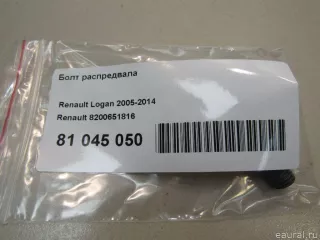 Болт распредвала
Renault Logan 2005-2014
Renault 8200651816
81 045 050
eaural.ru